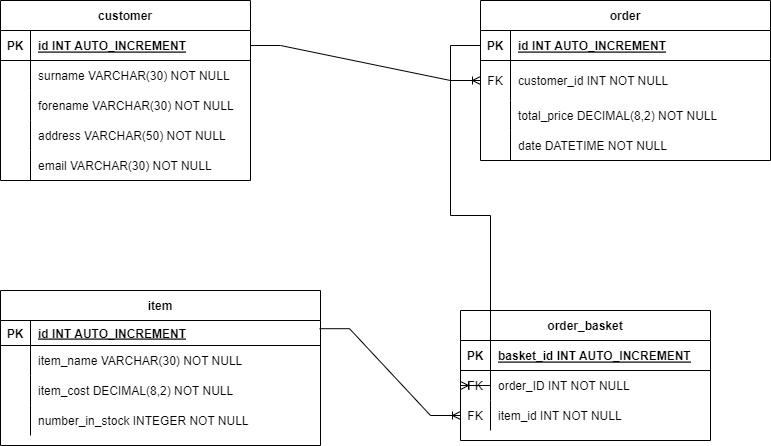 customer
PK id INT AUTO_INCREMENT
surname VARCHAR(30) NOT NULL
forename VARCHAR(30) NOT NULL
address VARCHAR(50) NOT NULL
email VARCHAR(30) NOT NULL
order
PK id INT AUTO_INCREMENT
FK customer_id INT NOT NULL
total_price DECIMAL(8,2) NOT NULL
date DATETIME NOT NULL
item
PK id INT AUTO_INCREMENT
item_name VARCHAR(30) NOT NULL
item_cost DECIMAL(8,2) NOT NULL
number_in_stock INTEGER NOT NULL
order_basket
PK basket_id INT AUTO_INCREMENT
FK order_ID INT NOT NULL
FK item_id INT NOT NULL